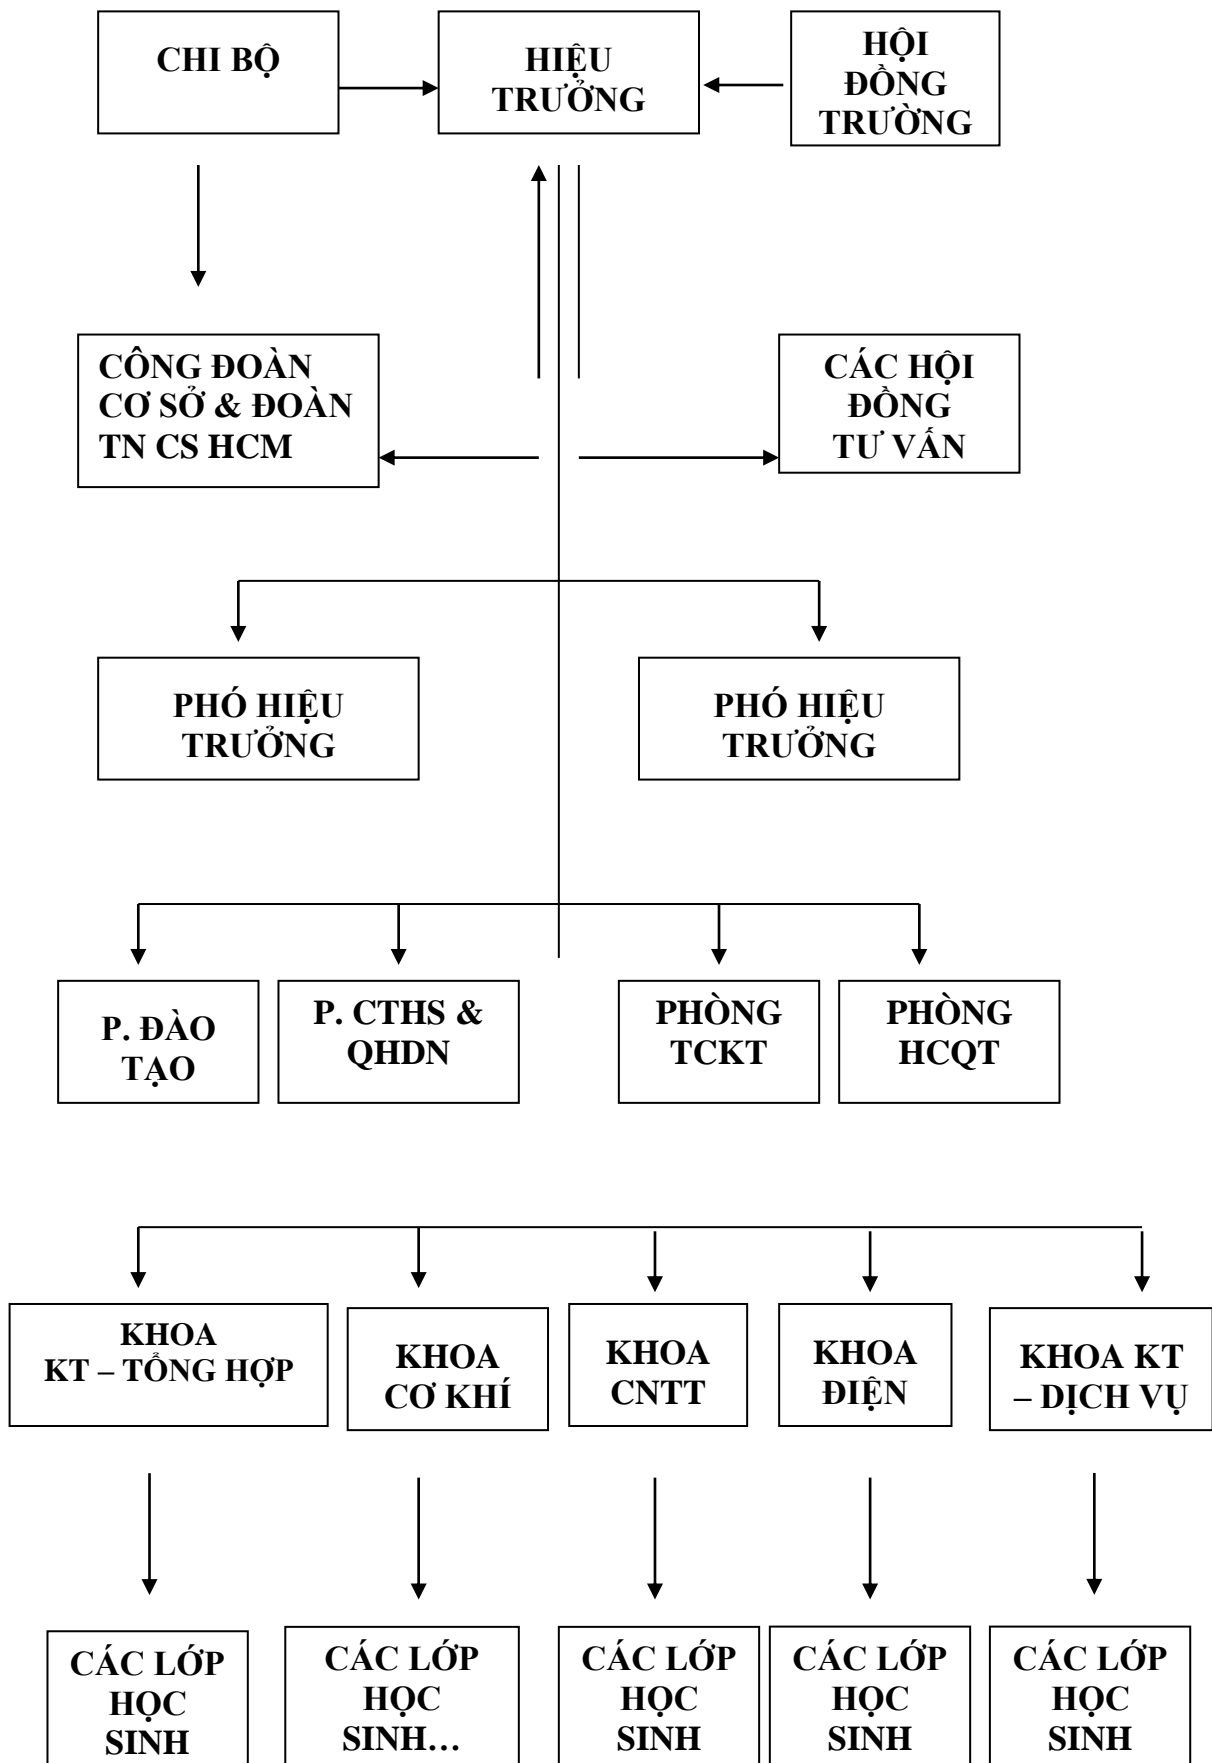 CHI BỘ
HIỆU
TRƯỞNG
HỘI
ĐỒNG
TRƯỜNG
CÔNG ĐOÀN
CƠ SỞ & ĐOÀN
TN CS HCM
CÁC HỘI
ĐỒNG
TƯ VẤN
PHÓ HIỆU
TRƯỞNG
PHÓ HIỆU
TRƯỞNG
P. ĐÀO
TẠO
P. CTHS &
QHDN
PHÒNG
TCKT
PHÒNG
HCQT
KHOA
KT – TỔNG HỢP
KHOA
CƠ KHÍ
KHOA
CNTT
KHOA
ĐIỆN
KHOA KT
– DỊCH VỤ
CÁC LỚP
HỌC
SINH
CÁC LỚP
HỌC
SINH…
CÁC LỚP
HỌC
SINH
CÁC LỚP
HỌC
SINH
CÁC LỚP
HỌC
SINH